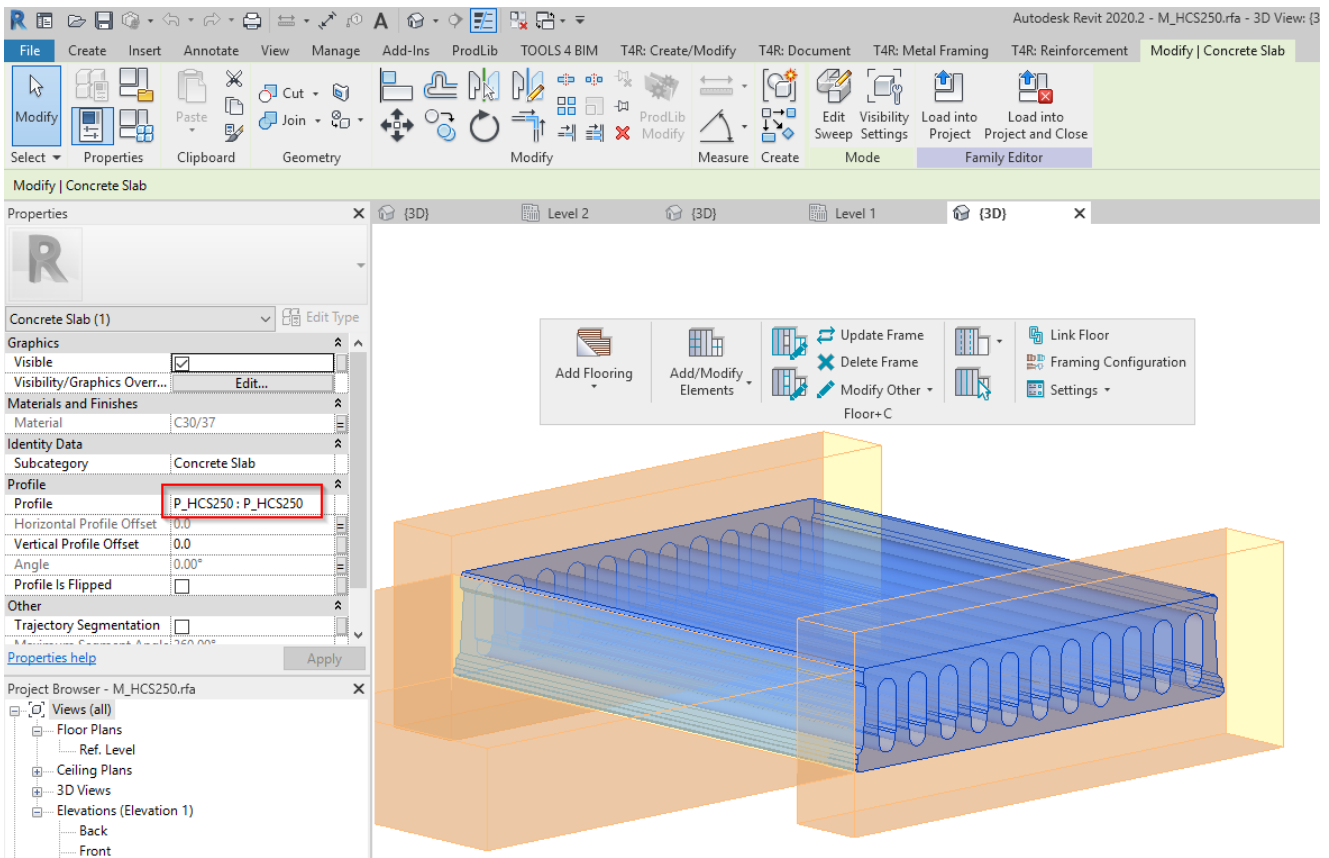 Autodesk Revit 2020.2 - M_HCS250.rfa - 3D View: {3
File Create Insert Annotate View Manage Add-Ins ProdLib TOOLS 4 BIM T4R: Create/Modify T4R: Document T4R: Metal Framing T4R: Reinforcement Modify | Concrete Slab
Modify
Paste
Cut
Join
ProdLib
Modify
Edit
Sweep
Visibility
Settings
Load into
Project
Load into
Project and Close
Select Properties Clipboard Geometry Modify Measure Create Mode Family Editor
Modify | Concrete Slab
Properties
{3D} Level 2 {3D} Level 1 {3D}
R
Concrete Slab (1) Edit Type
Graphics
Visible
Visibility/Graphics Overr... Edit...
Materials and Finishes
Material C30/37
Identity Data
Subcategory Concrete Slab
Profile
Profile P_HCS250 : P_HCS250
Horizontal Profile Offset 0.0
Vertical Profile Offset 0.0
Angle 0.00°
Profile Is Flipped
Other
Trajectory Segmentation
Maximum Segment Angle 360.00°
Properties help Apply
Project Browser - M_HCS250.rfa
Views (all)
Floor Plans
Ref. Level
Ceiling Plans
3D Views
Elevations (Elevation 1)
Back
Front
Add Flooring
Add/Modify
Elements
Update Frame
Delete Frame
Modify Other
Link Floor
Framing Configuration
Settings
Floor+C